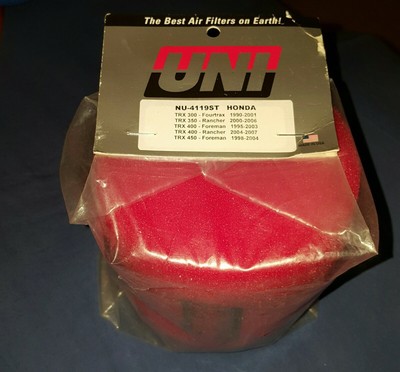 The Best Air Filters on Earth!
UNI
NU-4119ST HONDA
TRX 300 - Fourtrax 1990-2001
TRX 350 - Rancher 2000-2006
TRX 400 - Foreman 1995-2003
TRX 400 - Rancher 2004-2007
TRX 450 - Foreman 1998-2004